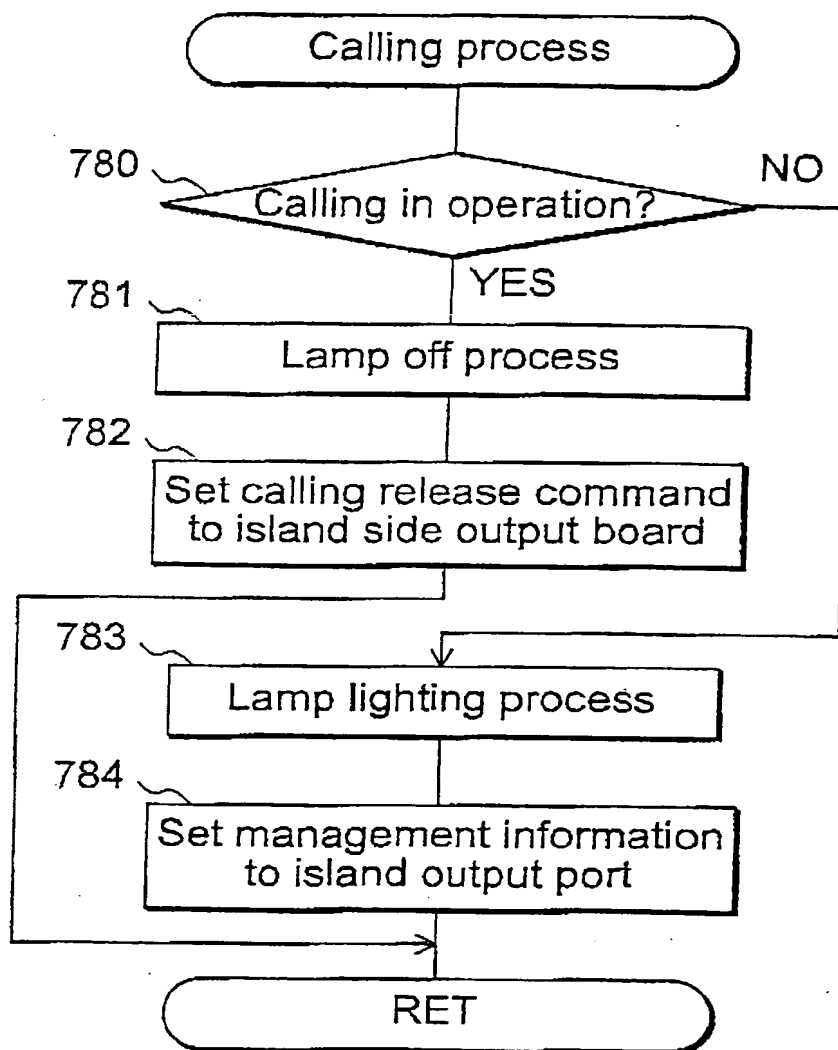 Calling process
780
NO
Calling in operation?
YES
781
Lamp off process
782
Set calling release command
to island side output board
783
Lamp lighting process
784
Set management information
to island output port
RET